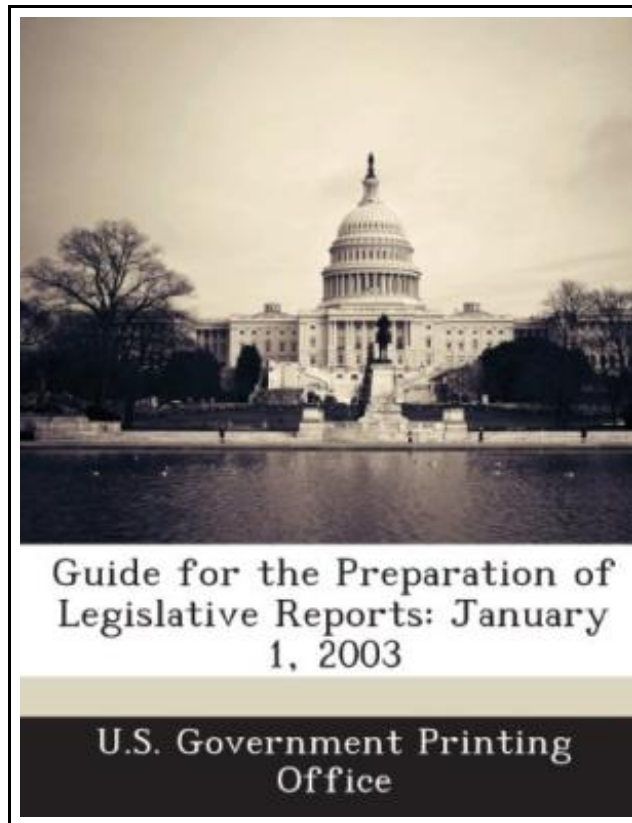 Guide for the Preparation of
Legislative Reports: January
1, 2003
U.S. Government Printing
Office